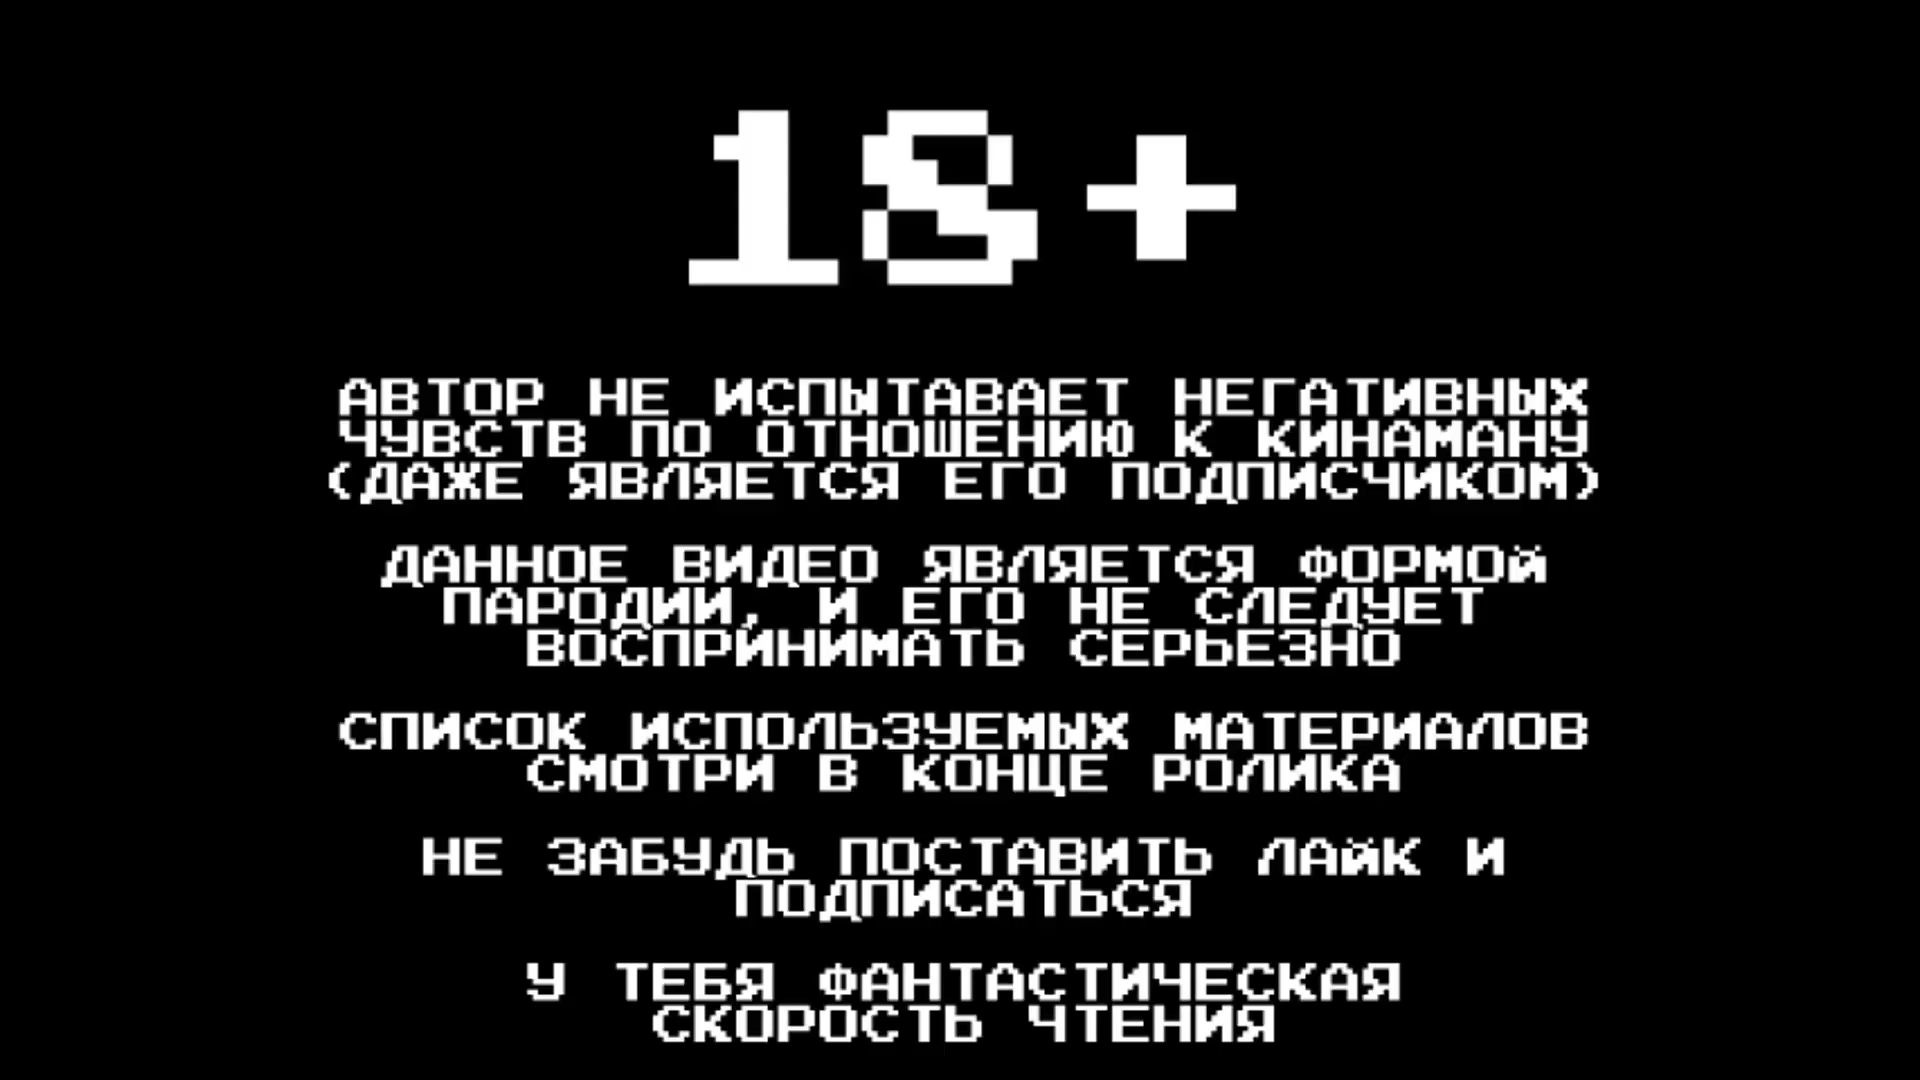 18+
АВТОР НЕ ИСПЫТАВАЕТ НЕГАТИВНЫХ
ЧУВСТВ ПО ОТНОШЕНИЮ К КИНАМАНУ
(ДАЖЕ ЯВЛЯЕТСЯ ЕГО ПОДПИСЧИКОМ)
ДАННОЕ ВИДЕО ЯВЛЯЕТСЯ ФОРМОЙ
ПАРОДИИ, И ЕГО НЕ СЛЕДУЕТ
ВОСПРИНИМАТЬ СЕРЬЕЗНО
СПИСОК ИСПОЛЬЗУЕМЫХ МАТЕРИАЛОВ
СМОТРИ В КОНЦЕ РОЛИКА
НЕ ЗАБУДЬ ПОСТАВИТЬ ЛАЙК И
ПОДПИСАТЬСЯ
У ТЕБЯ ФАНТАСТИЧЕСКАЯ
СКОРОСТЬ ЧТЕНИЯ